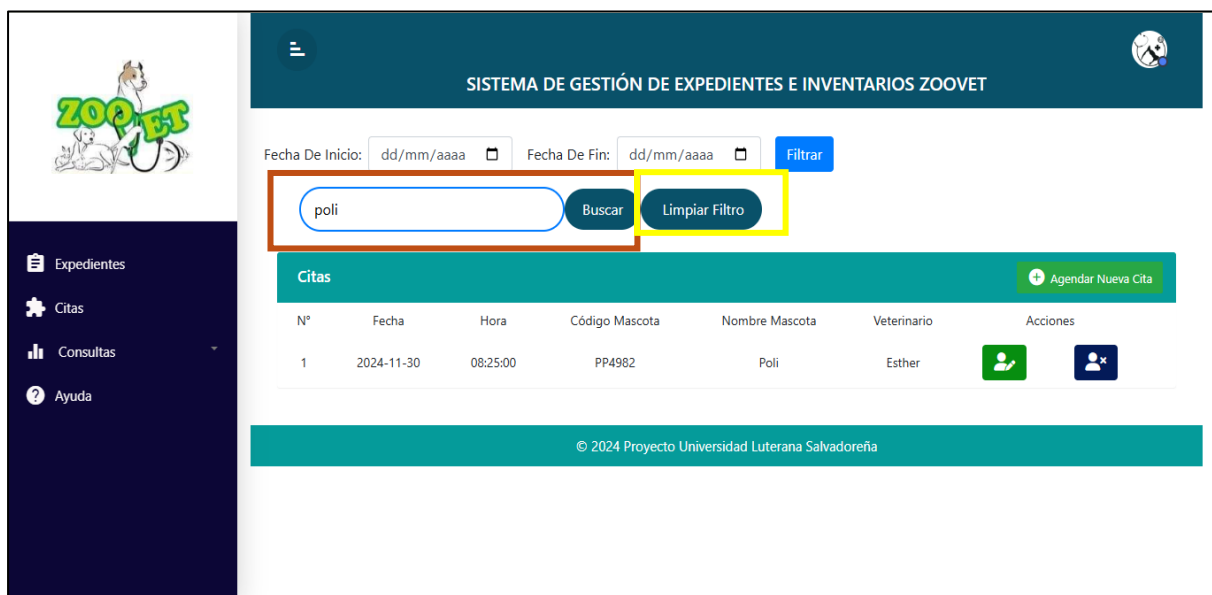 ZOOVET
SISTEMA DE GESTIÓN DE EXPEDIENTES E INVENTARIOS ZOOVET
Fecha De Inicio: dd/mm/aaaa Fecha De Fin: dd/mm/aaaa Filtrar
poli Buscar Limpiar Filtro
Expedientes
Citas
Consultas
Ayuda
Citas Agendar Nueva Cita
N° Fecha Hora Código Mascota Nombre Mascota Veterinario Acciones
1 2024-11-30 08:25:00 PP4982 Poli Esther
© 2024 Proyecto Universidad Luterana Salvadoreña